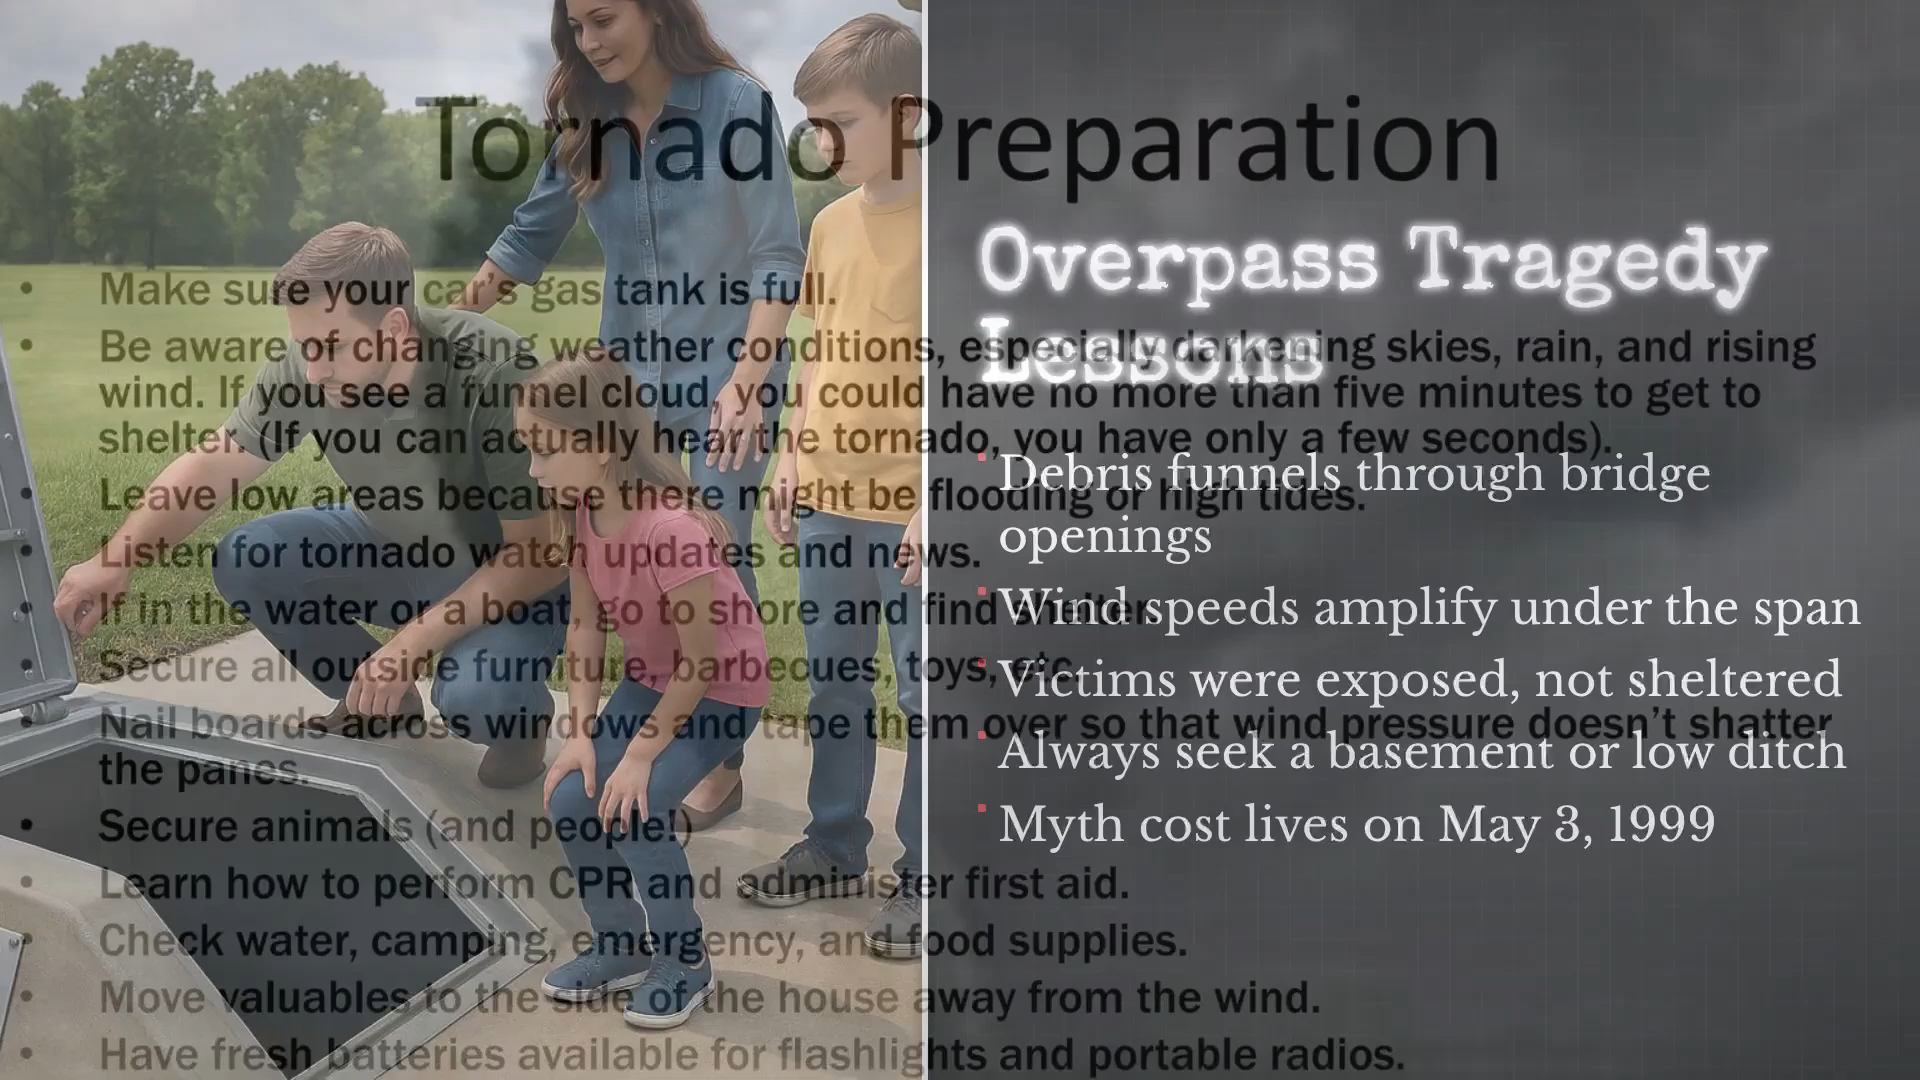 Tornado Preparation
• Make sure your car’s gas tank is full.
• Be aware of changing weather conditions, especially darkening skies, rain, and rising
wind. If you see a funnel cloud, you could have no more than five minutes to get to
shelter. (If you can actually hear the tornado, you have only a few seconds).
• Leave low areas because there might be flooding or high tides.
• Listen for tornado watch updates and news.
• If in the water or a boat, go to shore and find shelter.
• Secure all outside furniture, barbecues, toys, etc.
• Nail boards across windows and tape them over so that wind pressure doesn’t shatter
the panes.
• Secure animals (and people!)
• Learn how to perform CPR and administer first aid.
• Check water, camping, emergency, and food supplies.
• Move valuables to the side of the house away from the wind.
• Have fresh batteries available for flashlights and portable radios.
Overpass Tragedy
Lessons
Debris funnels through bridge
openings
Wind speeds amplify under the span
Victims were exposed, not sheltered
Always seek a basement or low ditch
Myth cost lives on May 3, 1999